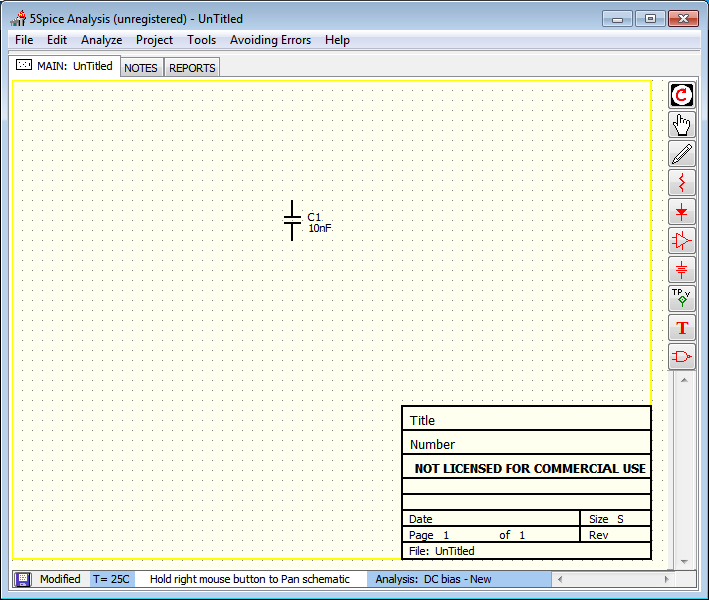 5Spice Analysis (unregistered) - UnTitled
File Edit Analyze Project Tools Avoiding Errors Help
MAIN: UnTitled NOTES REPORTS
C1
10nF
TP v
T
Title
Number
NOT LICENSED FOR COMMERCIAL USE
Date Size S
Page 1 of 1 Rev
File: UnTitled
Modified T= 25C Hold right mouse button to Pan schematic Analysis: DC bias - New